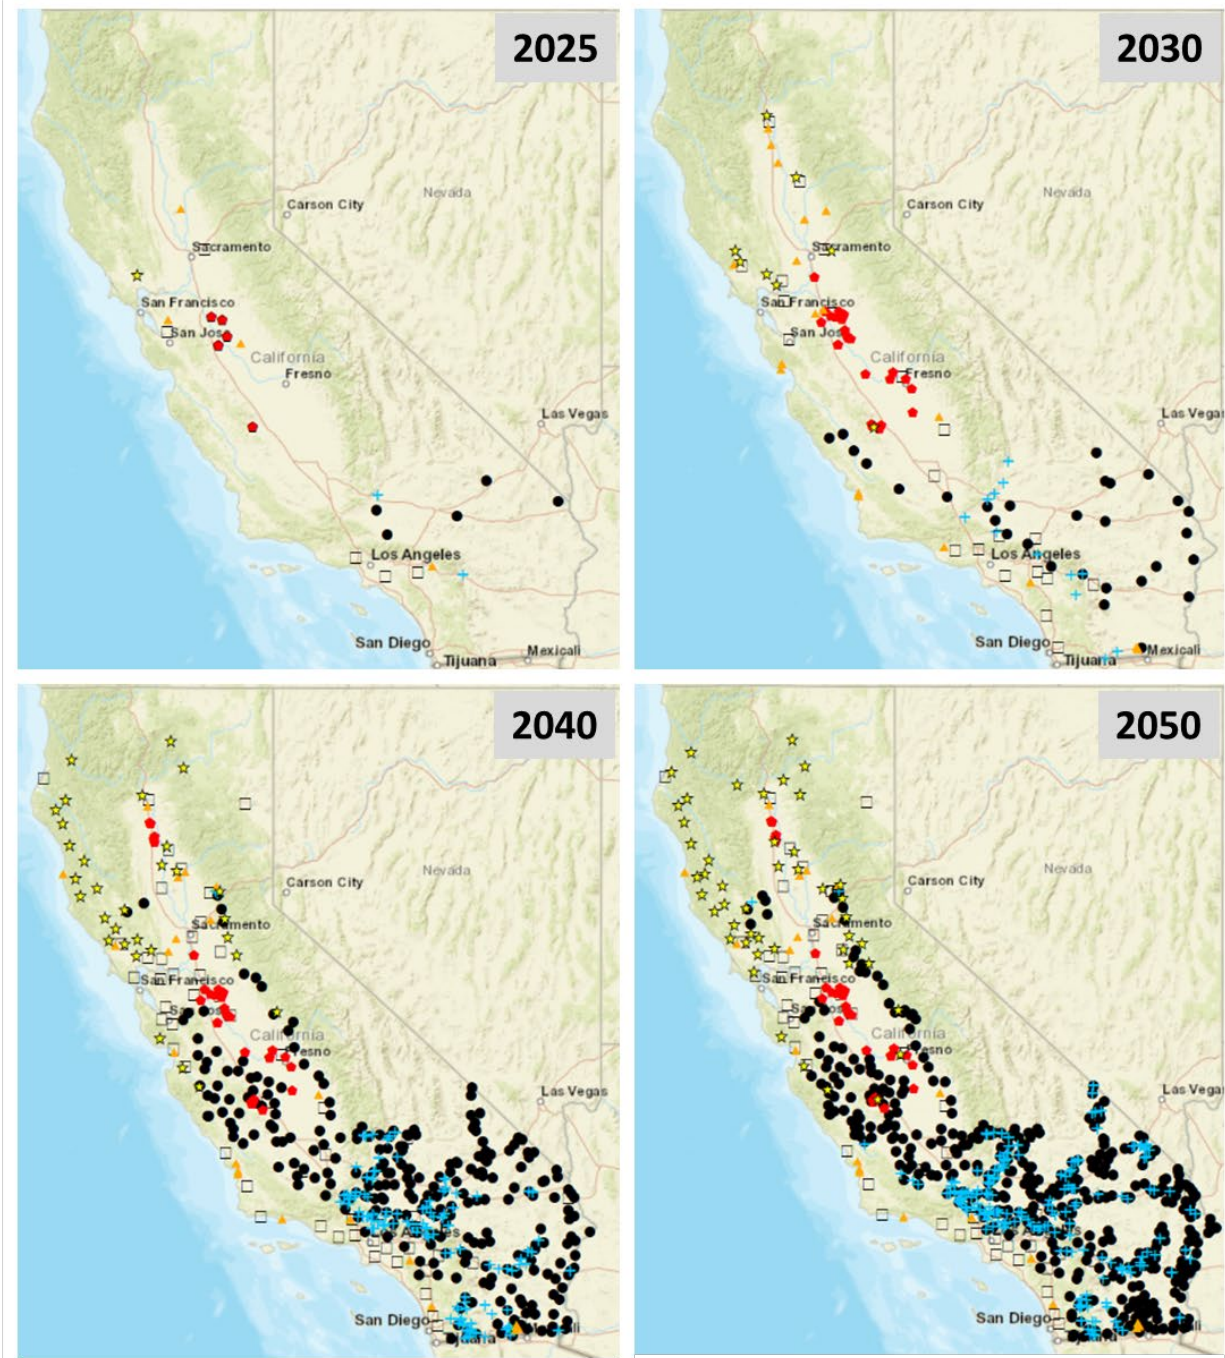 2025
Nevada
Carson City
Sacramento
San Francisco
San Jose
California
Fresno
Las Vegas
Los Angeles
San Diego
Tijuana
Mexicali
2030
Nevada
Carson City
Sacramento
San Francisco
San Jose
California
Fresno
Las Vegas
Los Angeles
San Diego
Tijuana
Mexicali
2040
Nevada
Carson City
Sacramento
San Francisco
California
Las Vegas
San Diego
2050
Nevada
Carson City
Sacramento
San Francisco
California
Las Vegas
San Diego